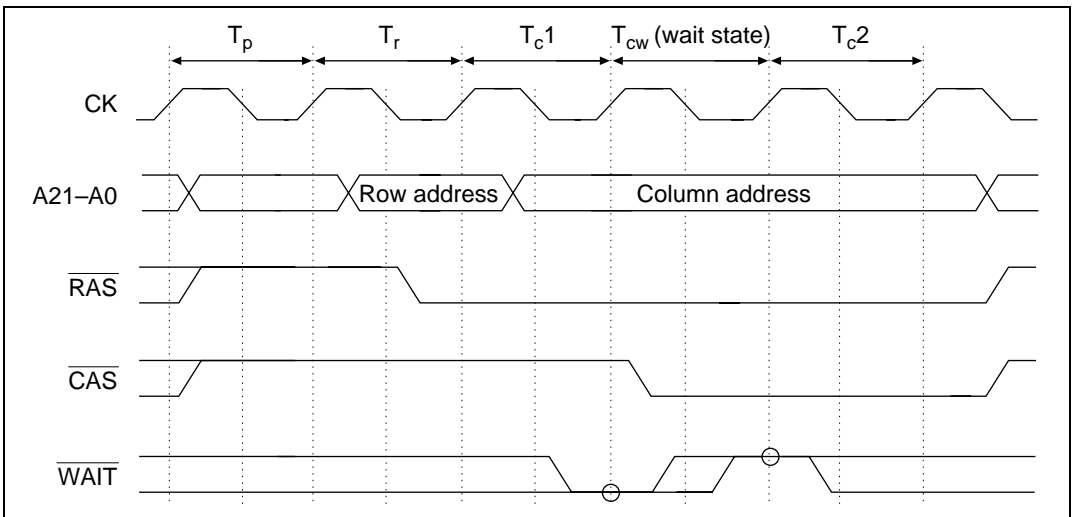 Tp Tr Tc1 Tcw (wait state) Tc2
CK
A21–A0 Row address Column address
RAS
CAS
WAIT